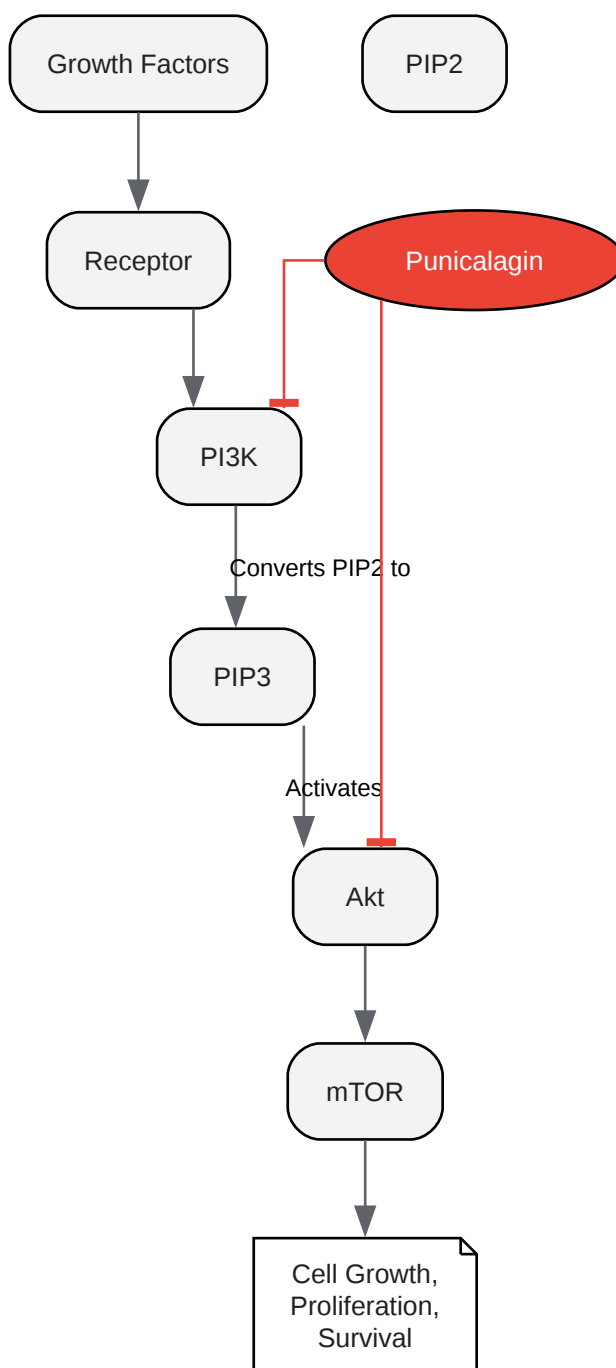 Growth Factors
PIP2
Receptor
Punicalagin
PI3K
Converts PIP2 to
PIP3
Activates
Akt
mTOR
Cell Growth,
Proliferation,
Survival